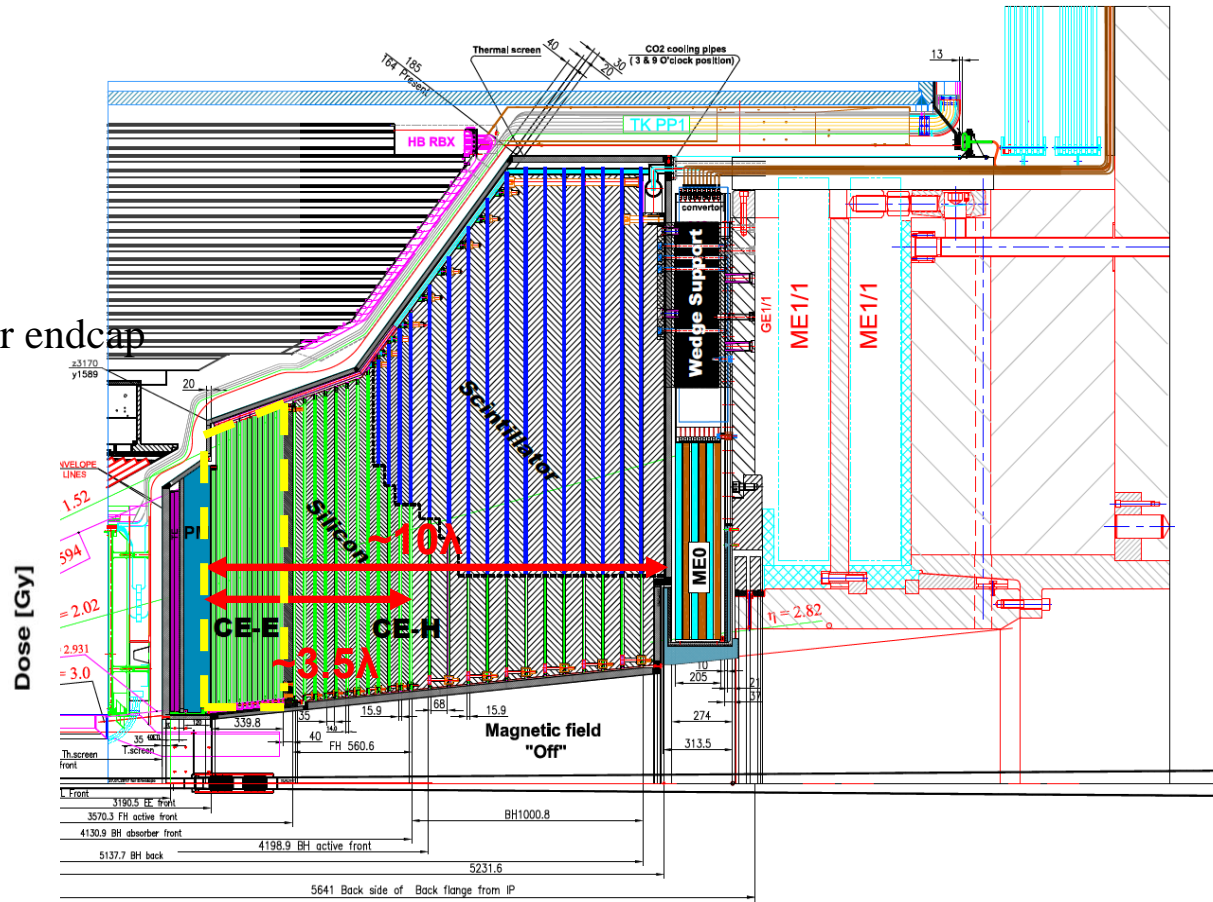 Thermal screen
40
30
20
CO2 cooling pipes
( 3 & 9 O'clock position)
13
185
164 Present
TK PP1
HB RBX
convertor
Wedge Support
GE1/1
ME1/1
ME1/1
r endcap
z3170
y1589
20
Scintillator
NVELOPE
LINES
1.52
Silicon
~10λ
594
ME0
= 2.02
η = 2.82
CE-E
CE-H
2.931
~3.5λ
= 3.0
Dose [Gy]
10
205
21
37
35
15.9
68
15.9
339.8
40
274
35
FH 560.6
Magnetic field
"Off"
313.5
Th.screen
front
T.screen
L Front
3190.5 EE front
3570.3 FH active front
BH1000.8
4130.9 BH absorber front
4198.9 BH active front
5137.7 BH back
5231.6
5641 Back side of Back flange from IP